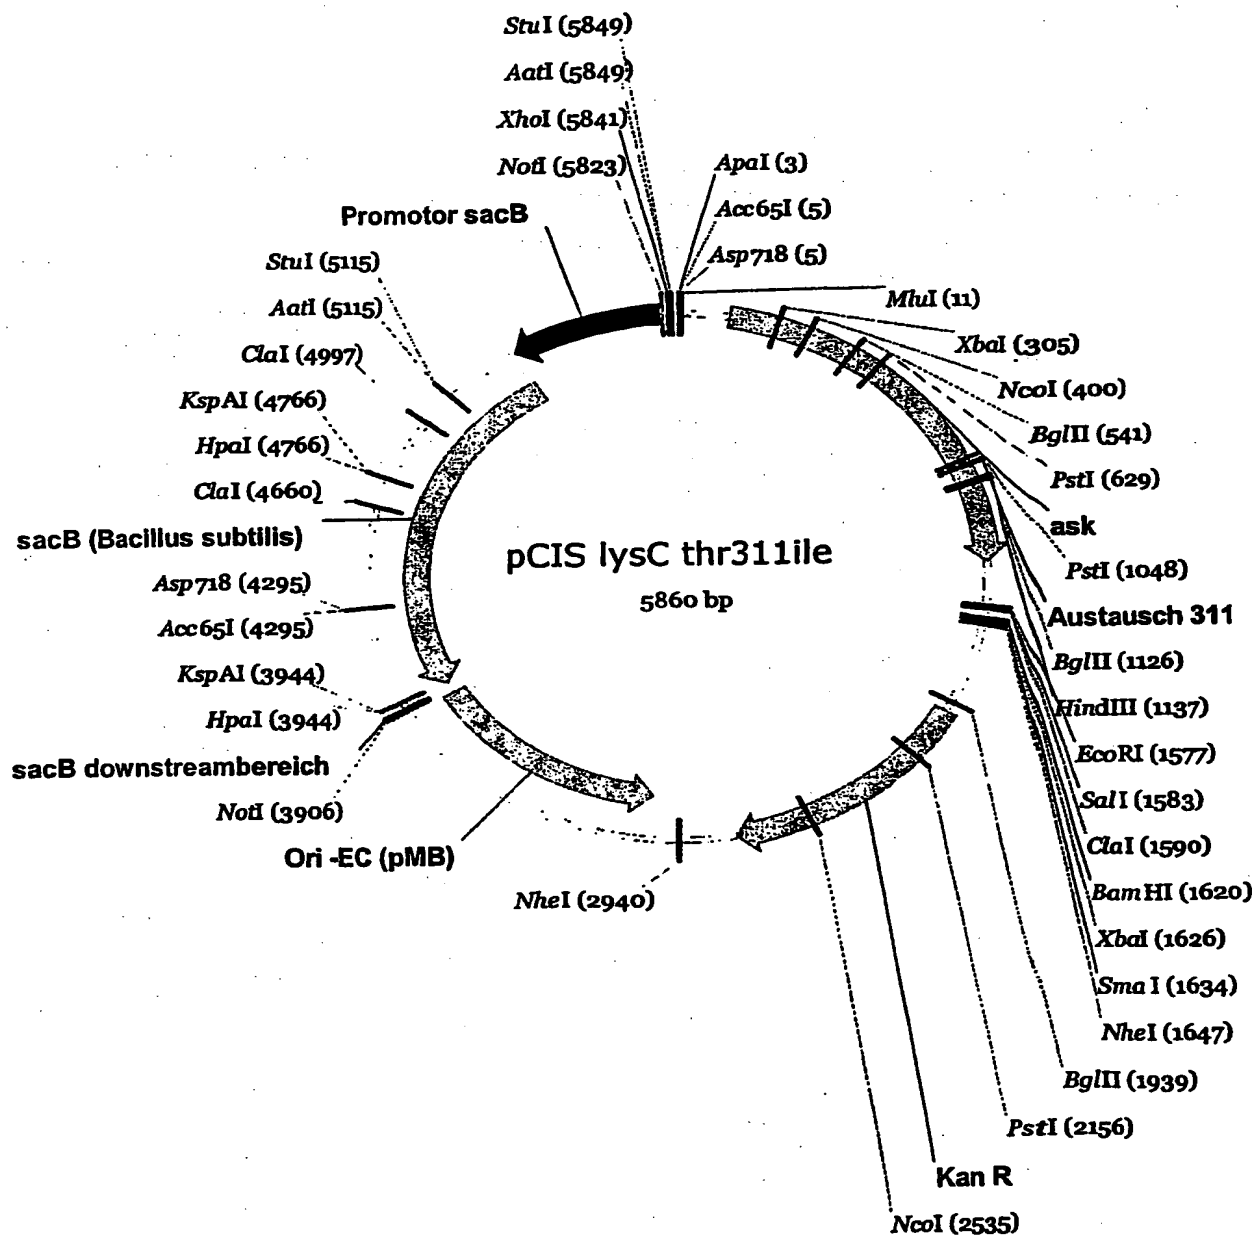 StuI (5849)
AatI (5849)
XhoI (5841)
NotI (5823)
ApaI (3)
Acc65I (5)
Asp718 (5)
MluI (11)
XbaI (305)
NcoI (400)
BglII (541)
PstI (629)
ask
PstI (1048)
Austausch 311
BglII (1126)
HindIII (1137)
EcoRI (1577)
SalI (1583)
ClaI (1590)
BamHI (1620)
XbaI (1626)
SmaI (1634)
NheI (1647)
BglII (1939)
PstI (2156)
Kan R
NcoI (2535)
NheI (2940)
Ori -EC (pMB)
NotI (3906)
sacB downstreambereich
HpaI (3944)
KspAI (3944)
Acc65I (4295)
Asp718 (4295)
sacB (Bacillus subtilis)
ClaI (4660)
HpaI (4766)
KspAI (4766)
ClaI (4997)
AatI (5115)
StuI (5115)
Promotor sacB
pCIS lysC thr311ile
5860 bp